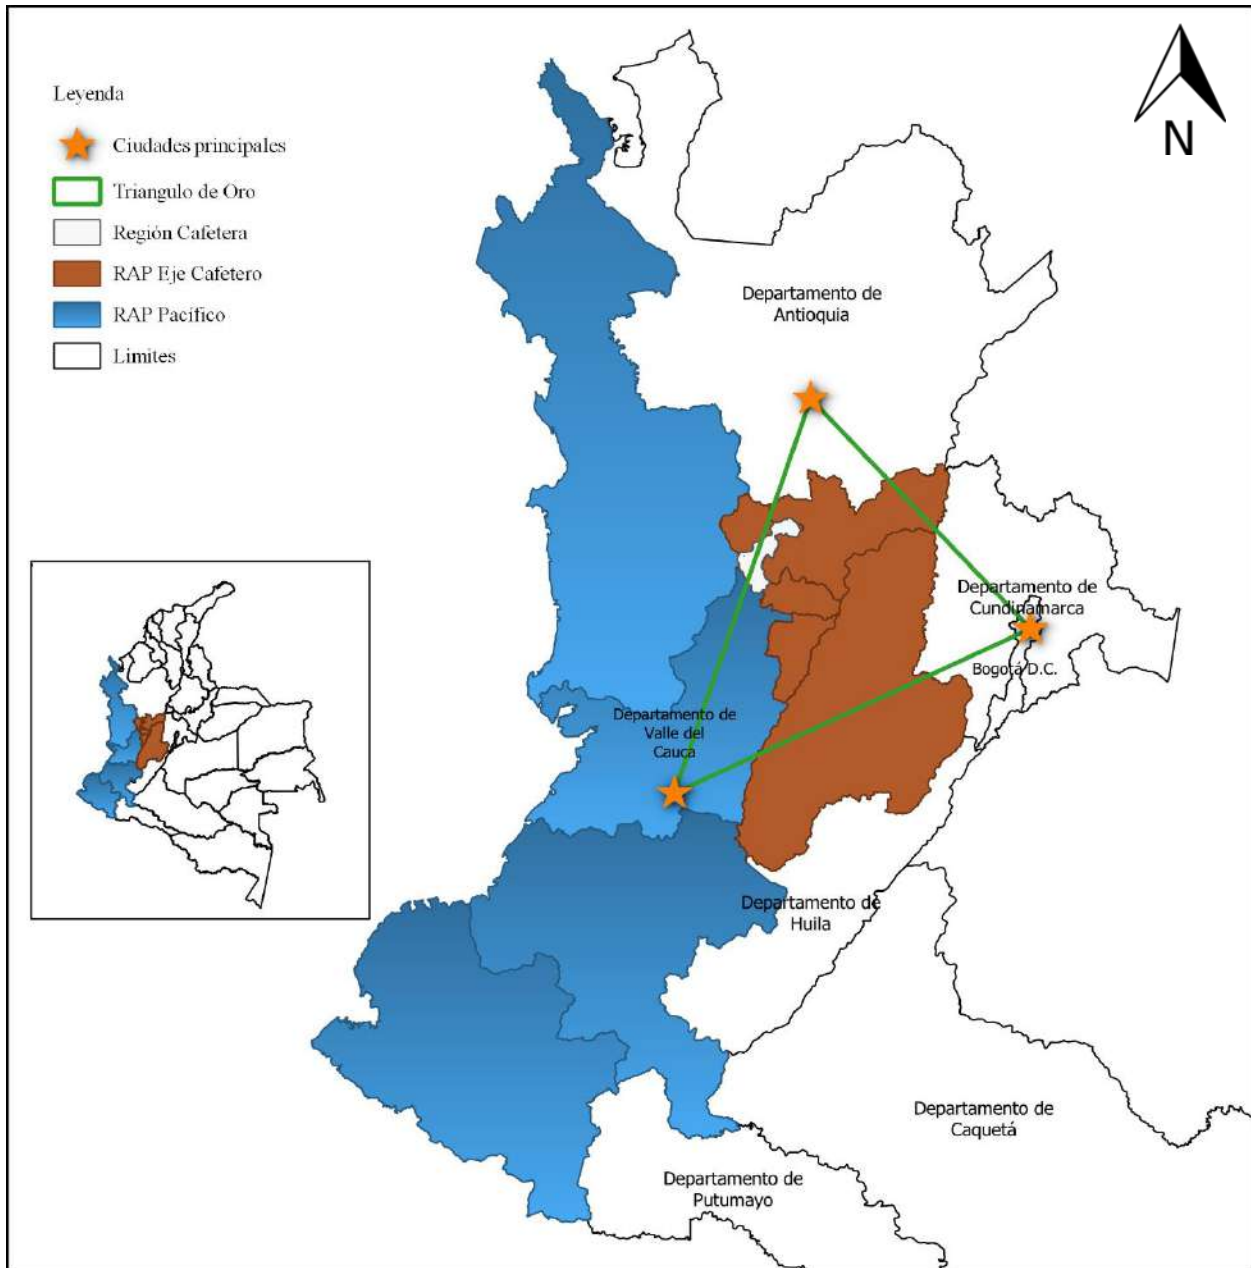 Leyenda
Ciudades principales
Triangulo de Oro
Región Cafetera
RAP Eje Cafetero
RAP Pacífico
Limites
N
Departamento de
Antioquia
Departamento de
Cundinamarca
Bogotá D.C.
Departamento de
Valle del
Cauca
Departamento de
Huila
Departamento de
Caquetá
Departamento de
Putumayo